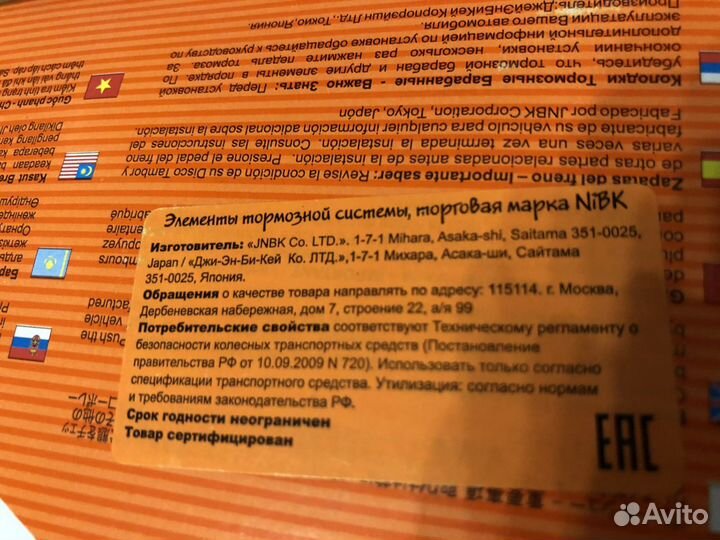 Элементы тормозной системы, торговая марка NiBK
Изготовитель: «JNBK Co. LTD.». 1-7-1 Mihara, Asaka-shi, Saitama 351-0025,
Japan / «Джи-Эн-Би-Кей Ко. ЛТД.»,1-7-1 Михара, Асака-ши, Сайтама
351-0025, Япония.
Обращения о качестве товара направлять по адресу: 115114. г. Москва,
Дербеневская набережная, дом 7, строение 22, а/я 99
Потребительские свойства соответствуют Техническому регламенту о
безопасности колесных транспортных средств (Постановление
правительства РФ от 10.09.2009 N 720). Использовать только согласно
спецификации транспортного средства. Утилизация: согласно нормам
и требованиям законодательства РФ.
Срок годности неограничен
Товар сертифицирован
EAC
Колодки Тормозные - Барабанные - Важно Знать: Перед установкой
убедитесь, что тормозной барабан и другие элементы в порядке. По
окончании установки, несколько раз нажмите педаль тормоза. За
дополнительной информацией по установке обращайтесь к руководству по
эксплуатации Вашего автомобиля.
Производитель: ДжейЭнБиКей Корпорэйшн Лтд., Токио, Япония.
Zapatas del freno – Importante saber: Revise la condición de su Disco Tambor y
de otras partes relacionadas antes de la instalación. Presione el pedal del freno
varias veces una vez terminada la instalación. Consulte las instrucciones del
fabricante de su vehículo para cualquier información adicional sobre la instalación.
Fabricado por JNBK Corporation, Tokyo, Japón
Push the
vehicle
Avito